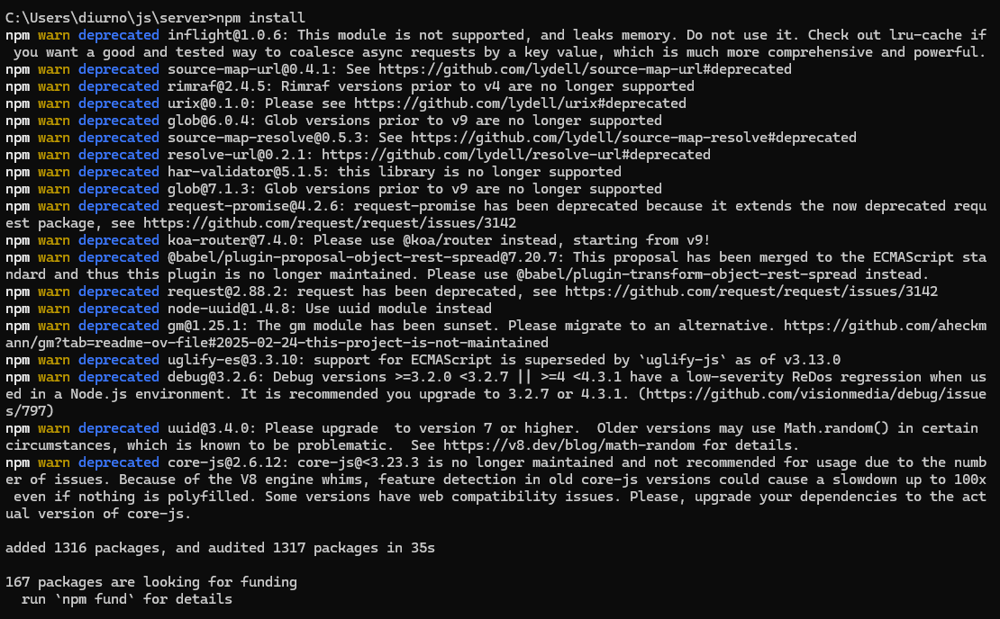 C:\Users\diurno\js\server>npm install
npm warn deprecated inflight@1.0.6: This module is not supported, and leaks memory. Do not use it. Check out lru-cache if
 you want a good and tested way to coalesce async requests by a key value, which is much more comprehensive and powerful.
npm warn deprecated source-map-url@0.4.1: See https://github.com/lydell/source-map-url#deprecated
npm warn deprecated rimraf@2.4.5: Rimraf versions prior to v4 are no longer supported
npm warn deprecated urix@0.1.0: Please see https://github.com/lydell/urix#deprecated
npm warn deprecated glob@6.0.4: Glob versions prior to v9 are no longer supported
npm warn deprecated source-map-resolve@0.5.3: See https://github.com/lydell/source-map-resolve#deprecated
npm warn deprecated resolve-url@0.2.1: https://github.com/lydell/resolve-url#deprecated
npm warn deprecated har-validator@5.1.5: this library is no longer supported
npm warn deprecated glob@7.1.3: Glob versions prior to v9 are no longer supported
npm warn deprecated request-promise@4.2.6: request-promise has been deprecated because it extends the now deprecated requ
est package, see https://github.com/request/request/issues/3142
npm warn deprecated koa-router@7.4.0: Please use @koa/router instead, starting from v9!
npm warn deprecated @babel/plugin-proposal-object-rest-spread@7.20.7: This proposal has been merged to the ECMAScript sta
ndard and thus this plugin is no longer maintained. Please use @babel/plugin-transform-object-rest-spread instead.
npm warn deprecated request@2.88.2: request has been deprecated, see https://github.com/request/request/issues/3142
npm warn deprecated node-uuid@1.4.8: Use uuid module instead
npm warn deprecated gm@1.25.1: The gm module has been sunset. Please migrate to an alternative. https://github.com/aheckm
ann/gm?tab=readme-ov-file#2025-02-24-this-project-is-not-maintained
npm warn deprecated uglify-es@3.3.10: support for ECMAScript is superseded by `uglify-js` as of v3.13.0
npm warn deprecated debug@3.2.6: Debug versions >=3.2.0 <3.2.7 || >=4 <4.3.1 have a low-severity ReDos regression when us
ed in a Node.js environment. It is recommended you upgrade to 3.2.7 or 4.3.1. (https://github.com/visionmedia/debug/issue
s/797)
npm warn deprecated uuid@3.4.0: Please upgrade  to version 7 or higher.  Older versions may use Math.random() in certain
circumstances, which is known to be problematic.  See https://v8.dev/blog/math-random for details.
npm warn deprecated core-js@2.6.12: core-js@<3.23.3 is no longer maintained and not recommended for usage due to the numb
er of issues. Because of the V8 engine whims, feature detection in old core-js versions could cause a slowdown up to 100x
 even if nothing is polyfilled. Some versions have web compatibility issues. Please, upgrade your dependencies to the act
ual version of core-js.
added 1316 packages, and audited 1317 packages in 35s
167 packages are looking for funding
  run `npm fund` for details